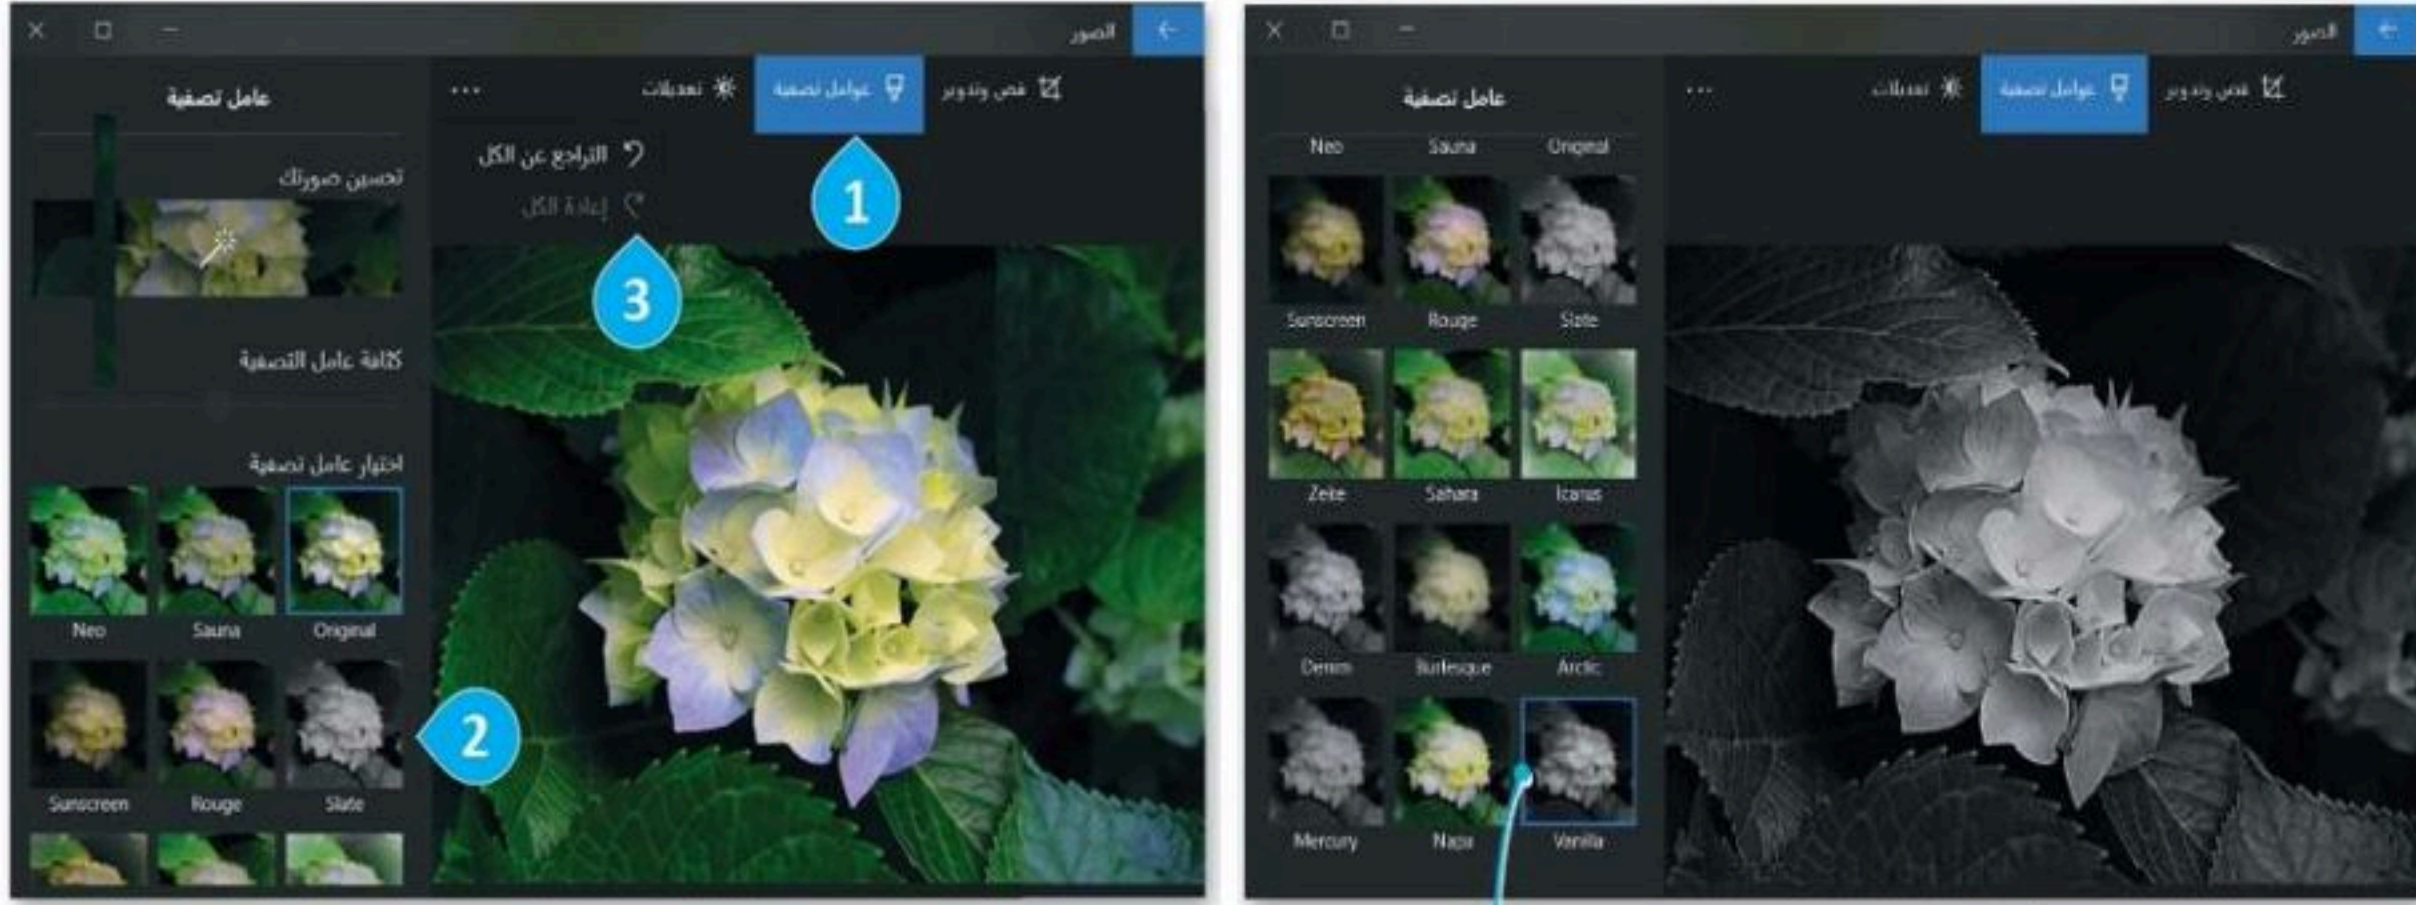 الصور
قص وتدوير
عوامل تصفية
تعديلات
...
التراجع عن الكل
إعادة الكل
1
3
2
عامل تصفية
تحسين صورتك
كثافة عامل التصفية
اختيار عامل تصفية
Neo Sauna Original
Sunscreen Rouge Slate
الصور
قص وتدوير
عوامل تصفية
تعديلات
...
عامل تصفية
Neo Sauna Original
Sunscreen Rouge Slate
Zeke Sahara Icarus
Denim Burlesque Arctic
Mercury Napa Vanilla